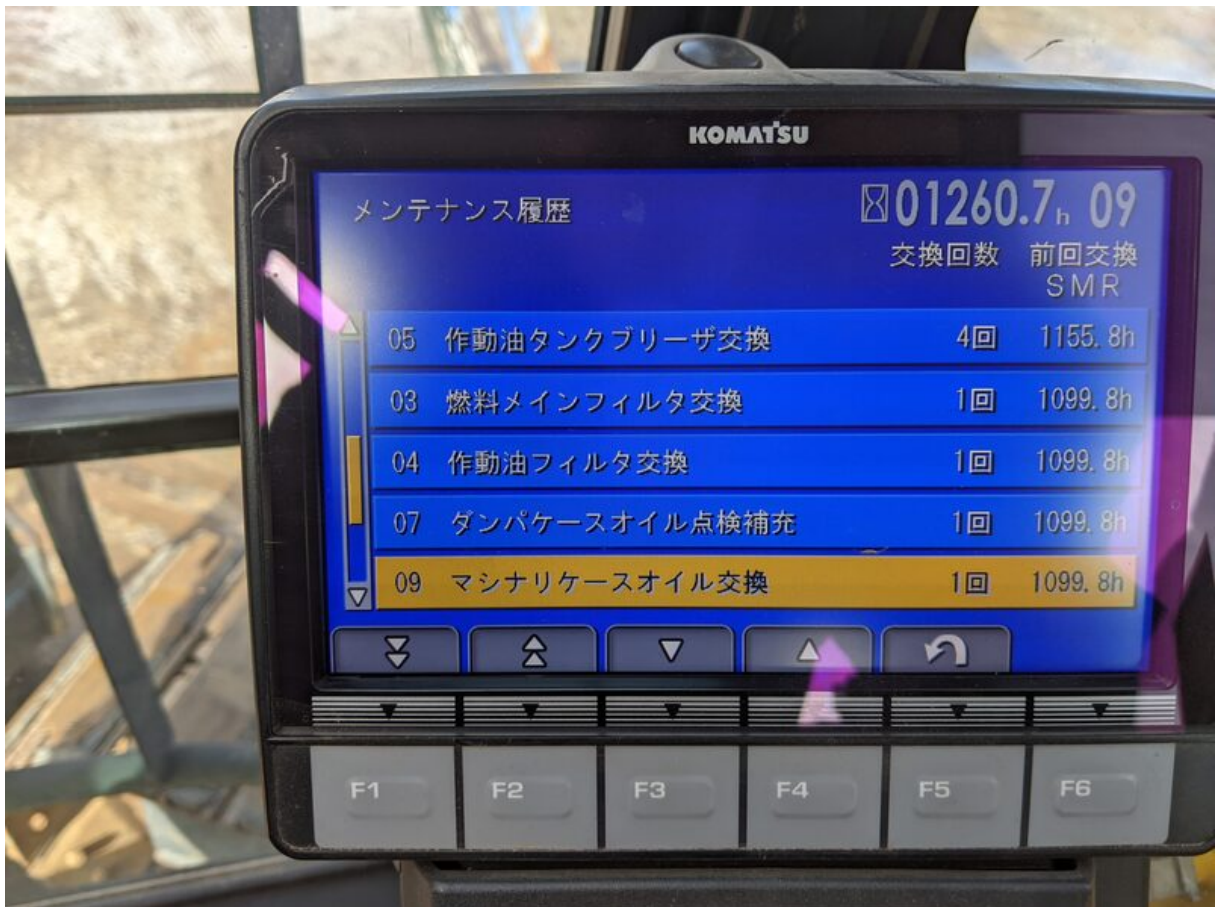 KOMATSU
メンテナンス履歴 01260.7h 09
交換回数 前回交換
SMR
05 作動油タンクブリーザ交換 4回 1155.8h
03 燃料メインフィルタ交換 1回 1099.8h
04 作動油フィルタ交換 1回 1099.8h
07 ダンパケースオイル点検補充 1回 1099.8h
09 マシナリケースオイル交換 1回 1099.8h
F1 F2 F3 F4 F5 F6